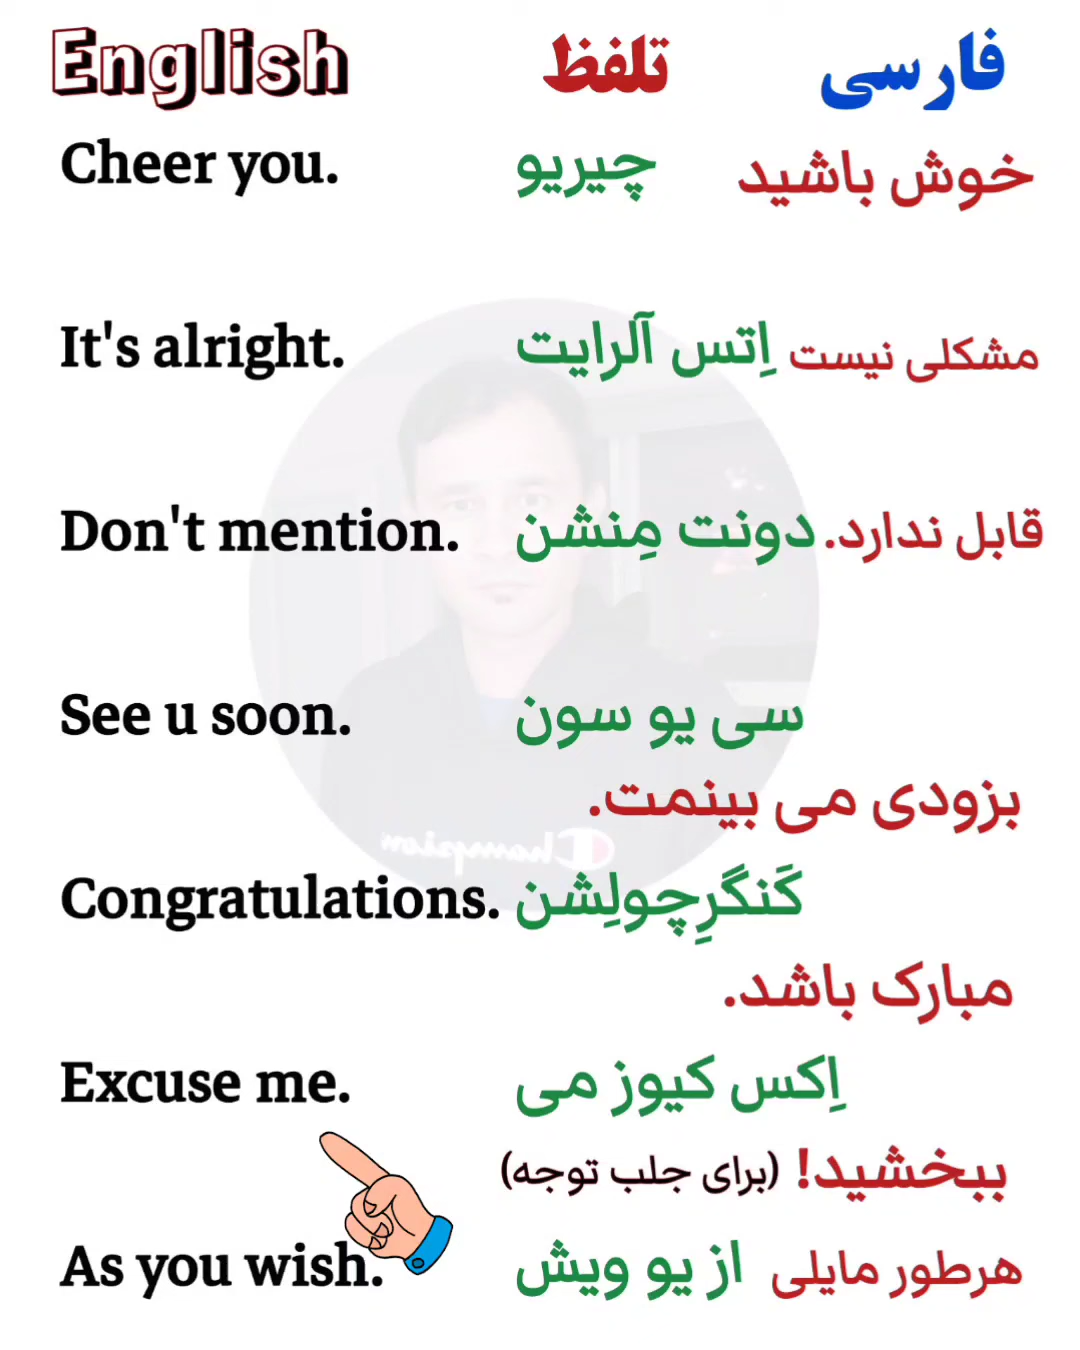 English تلفظ فارسی
Cheer you. چیریو خوش باشید
It's alright. اِتس آلرایت مشکلی نیست
Don't mention. دونت مِنشن قابل ندارد.
See u soon. سی یو سون
بزودی می بینمت.
Champion
Congratulations. کَنگرِچولِشن
مبارک باشد.
Excuse me. اِکس کیوز می
ببخشید! (برای جلب توجه)
As you wish. از یو ویش هرطور مایلی